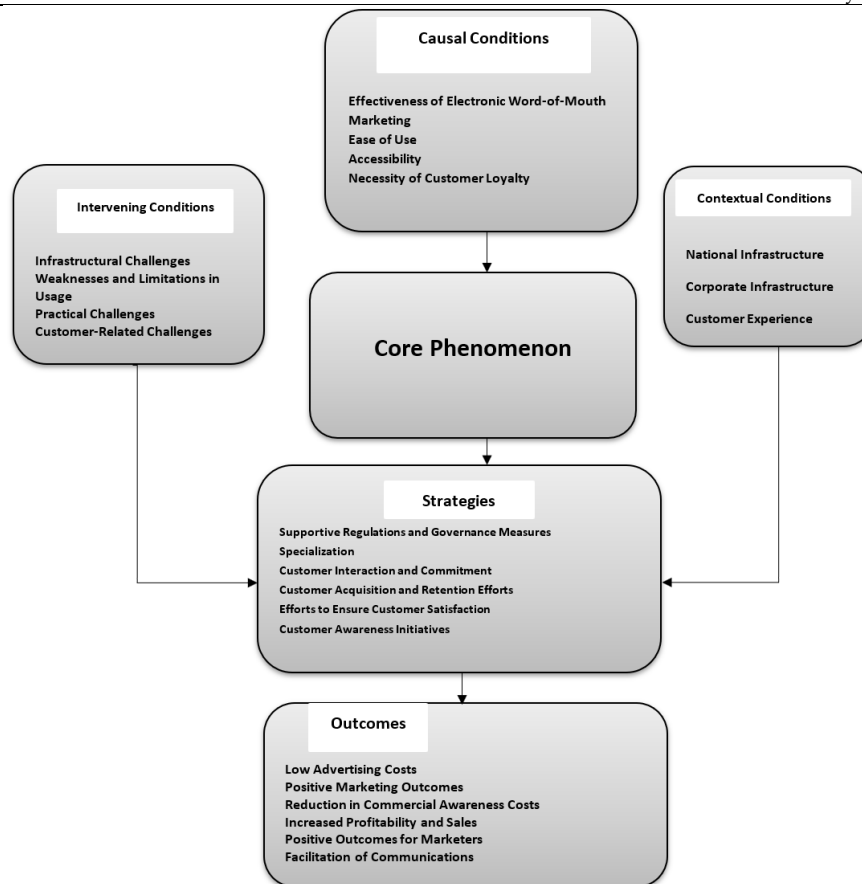 Causal Conditions
Effectiveness of Electronic Word-of-Mouth
Marketing
Ease of Use
Accessibility
Necessity of Customer Loyalty
Intervening Conditions
Infrastructural Challenges
Weaknesses and Limitations in
Usage
Practical Challenges
Customer-Related Challenges
Contextual Conditions
National Infrastructure
Corporate Infrastructure
Customer Experience
Core Phenomenon
Strategies
Supportive Regulations and Governance Measures
Specialization
Customer Interaction and Commitment
Customer Acquisition and Retention Efforts
Efforts to Ensure Customer Satisfaction
Customer Awareness Initiatives
Outcomes
Low Advertising Costs
Positive Marketing Outcomes
Reduction in Commercial Awareness Costs
Increased Profitability and Sales
Positive Outcomes for Marketers
Facilitation of Communications